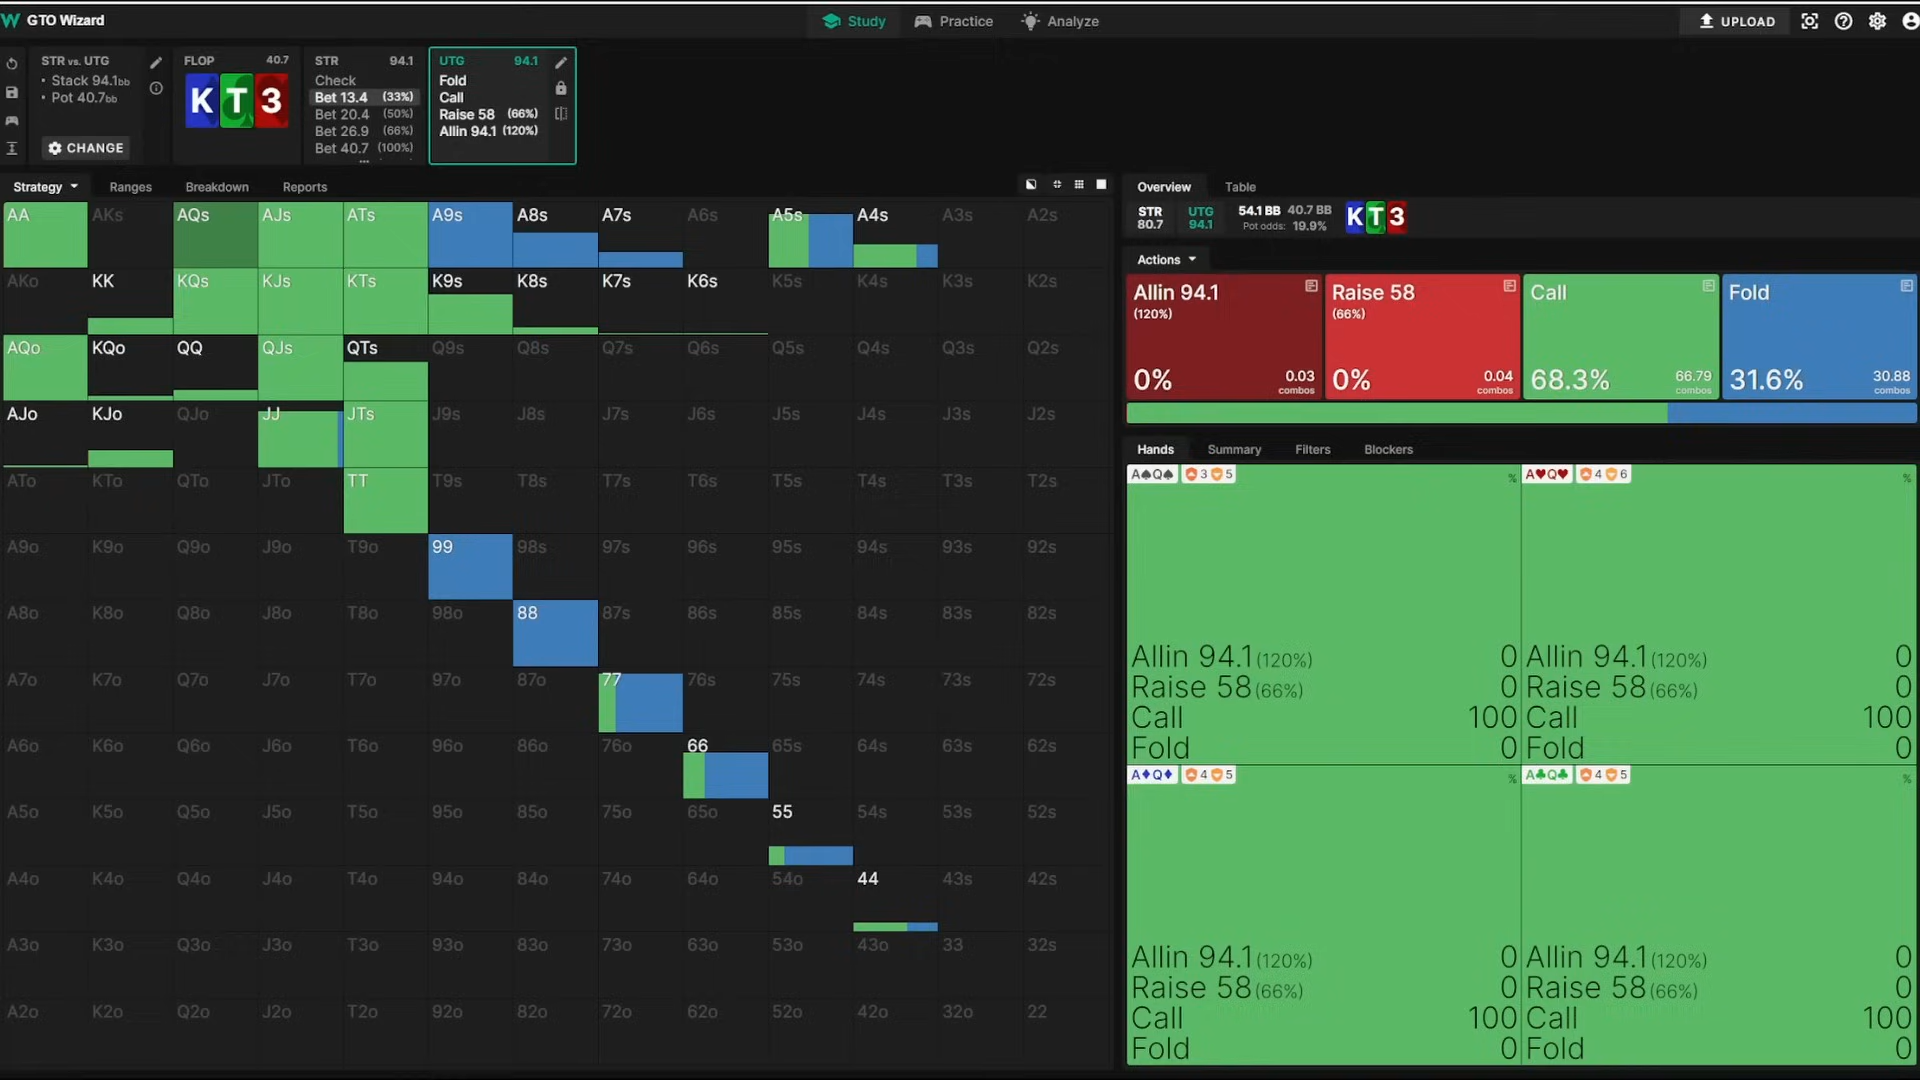 GTO Wizard
Study
Practice
Analyze
UPLOAD
STR vs. UTG
• Stack 94.1bb
• Pot 40.7bb
CHANGE
FLOP 40.7
K T 3
STR 94.1
Check
Bet 13.4 (33%)
Bet 20.4 (50%)
Bet 26.9 (66%)
Bet 40.7 (100%)
UTG 94.1
Fold
Call
Raise 58 (66%)
Allin 94.1 (120%)
Strategy Ranges Breakdown Reports
AA AKs AQs AJs ATs A9s A8s A7s A6s A5s A4s A3s A2s
AKo KK KQs KJs KTs K9s K8s K7s K6s K5s K4s K3s K2s
AQo KQo QQ QJs QTs Q9s Q8s Q7s Q6s Q5s Q4s Q3s Q2s
AJo KJo QJo JJ JTs J9s J8s J7s J6s J5s J4s J3s J2s
ATo KTo QTo JTo TT T9s T8s T7s T6s T5s T4s T3s T2s
A9o K9o Q9o J9o T9o 99 98s 97s 96s 95s 94s 93s 92s
A8o K8o Q8o J8o T8o 98o 88 87s 86s 85s 84s 83s 82s
A7o K7o Q7o J7o T7o 97o 87o 77 76s 75s 74s 73s 72s
A6o K6o Q6o J6o T6o 96o 86o 76o 66 65s 64s 63s 62s
A5o K5o Q5o J5o T5o 95o 85o 75o 65o 55 54s 53s 52s
A4o K4o Q4o J4o T4o 94o 84o 74o 64o 54o 44 43s 42s
A3o K3o Q3o J3o T3o 93o 83o 73o 63o 53o 43o 33 32s
A2o K2o Q2o J2o T2o 92o 82o 72o 62o 52o 42o 32o 22
Overview Table
STR UTG 54.1 BB 40.7 BB K T 3
80.7 94.1 Pot odds: 19.9%
Actions
Allin 94.1 Raise 58 Call Fold
(120%) (66%)
0% 0.03 combos 0% 0.04 combos 68.3% 66.79 combos 31.6% 30.88 combos
Hands Summary Filters Blockers
A♠Q♠ 3 5 % A♥Q♥ 4 6 %
Allin 94.1 (120%) 0 Allin 94.1 (120%) 0
Raise 58 (66%) 0 Raise 58 (66%) 0
Call 100 Call 100
Fold 0 Fold 0
A♦Q♦ 4 5 % A♣Q♣ 4 5 %
Allin 94.1 (120%) 0 Allin 94.1 (120%) 0
Raise 58 (66%) 0 Raise 58 (66%) 0
Call 100 Call 100
Fold 0 Fold 0